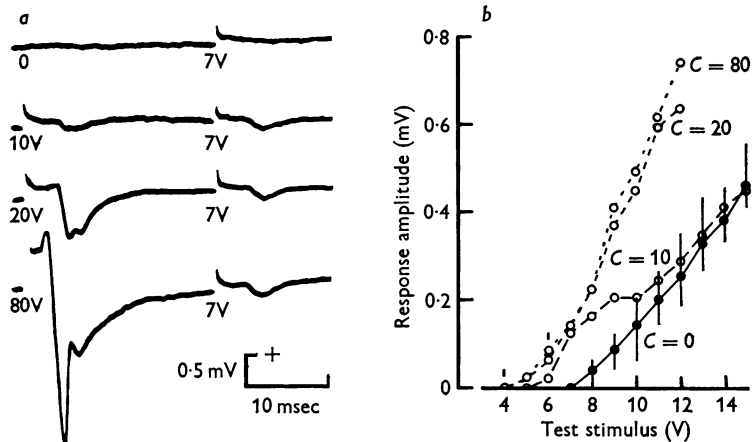 a
0
7V
10V
7V
20V
7V
80V
7V
0·5 mV
+
10 msec
b
0·8
0·6
0·4
0·2
0
Response amplitude (mV)
C = 80
C = 20
C = 10
C = 0
4 6 8 10 12 14
Test stimulus (V)